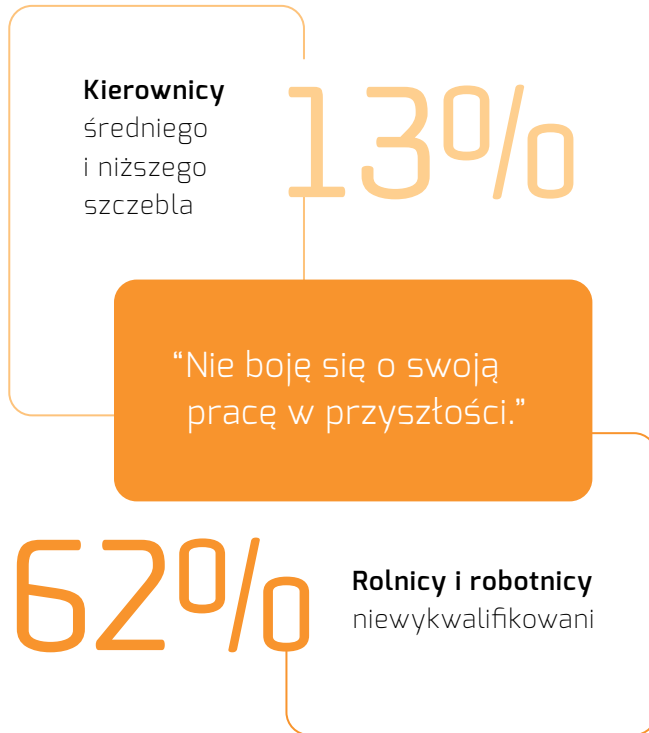 Kierownicy
średniego
i niższego
szczebla
13%
“Nie boję się o swoją
pracę w przyszłości.”
62%
Rolnicy i robotnicy
niewykwalifikowani